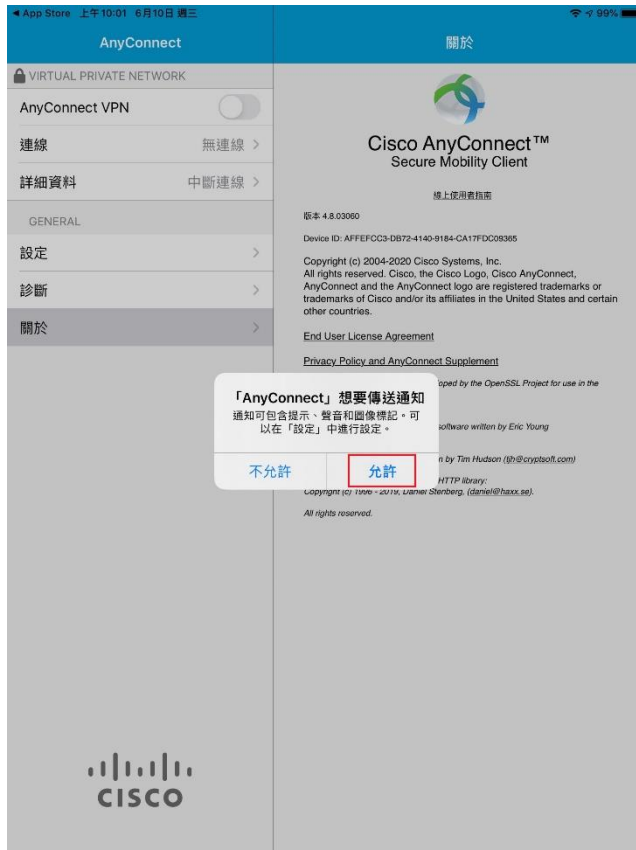 App Store 上午10:01 6月10日 週三
99%
AnyConnect
VIRTUAL PRIVATE NETWORK
AnyConnect VPN
連線 無連線
詳細資料 中斷連線
GENERAL
設定
診斷
關於
CISCO
關於
Cisco AnyConnect™
Secure Mobility Client
線上使用者指南
版本 4.8.03060
Device ID: AFFEFCC3-DB72-4140-9184-CA17FDC09365
Copyright (c) 2004-2020 Cisco Systems, Inc.
All rights reserved. Cisco, the Cisco Logo, Cisco AnyConnect,
AnyConnect and the AnyConnect logo are registered trademarks or
trademarks of Cisco and/or its affiliates in the United States and certain
other countries.
End User License Agreement
Privacy Policy and AnyConnect Supplement
oped by the OpenSSL Project for use in the
software written by Eric Young
n by Tim Hudson (tjh@cryptsoft.com)
HTTP library:
Copyright (c) 1996 - 2019, Daniel Stenberg, (daniel@haxx.se).
All rights reserved.
「AnyConnect」想要傳送通知
通知可包含提示、聲音和圖像標記。可
以在「設定」中進行設定。
不允許 允許